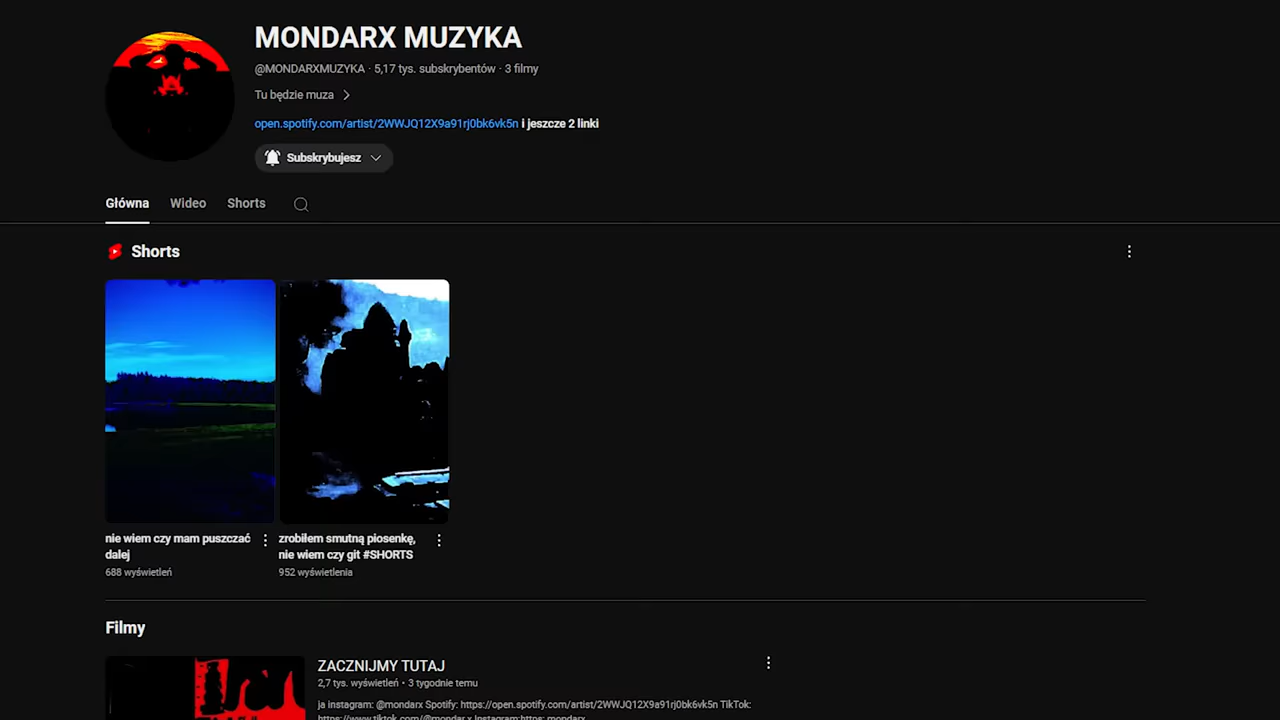 MONDARX MUZYKA
@MONDARXMUZYKA · 5,17 tys. subskrybentów · 3 filmy
Tu będzie muza
open.spotify.com/artist/2WWJQ12X9a91rj0bk6vk5n i jeszcze 2 linki
Subskrybujesz
Główna Wideo Shorts
Shorts
nie wiem czy mam puszczać
dalej
688 wyświetleń
zrobiłem smutną piosenkę,
nie wiem czy git #SHORTS
952 wyświetlenia
Filmy
ZACZNIJMY TUTAJ
2,7 tys. wyświetleń • 3 tygodnie temu
ja instagram: @mondarx Spotify: https://open.spotify.com/artist/2WWJQ12X9a91rj0bk6vk5n TikTok: